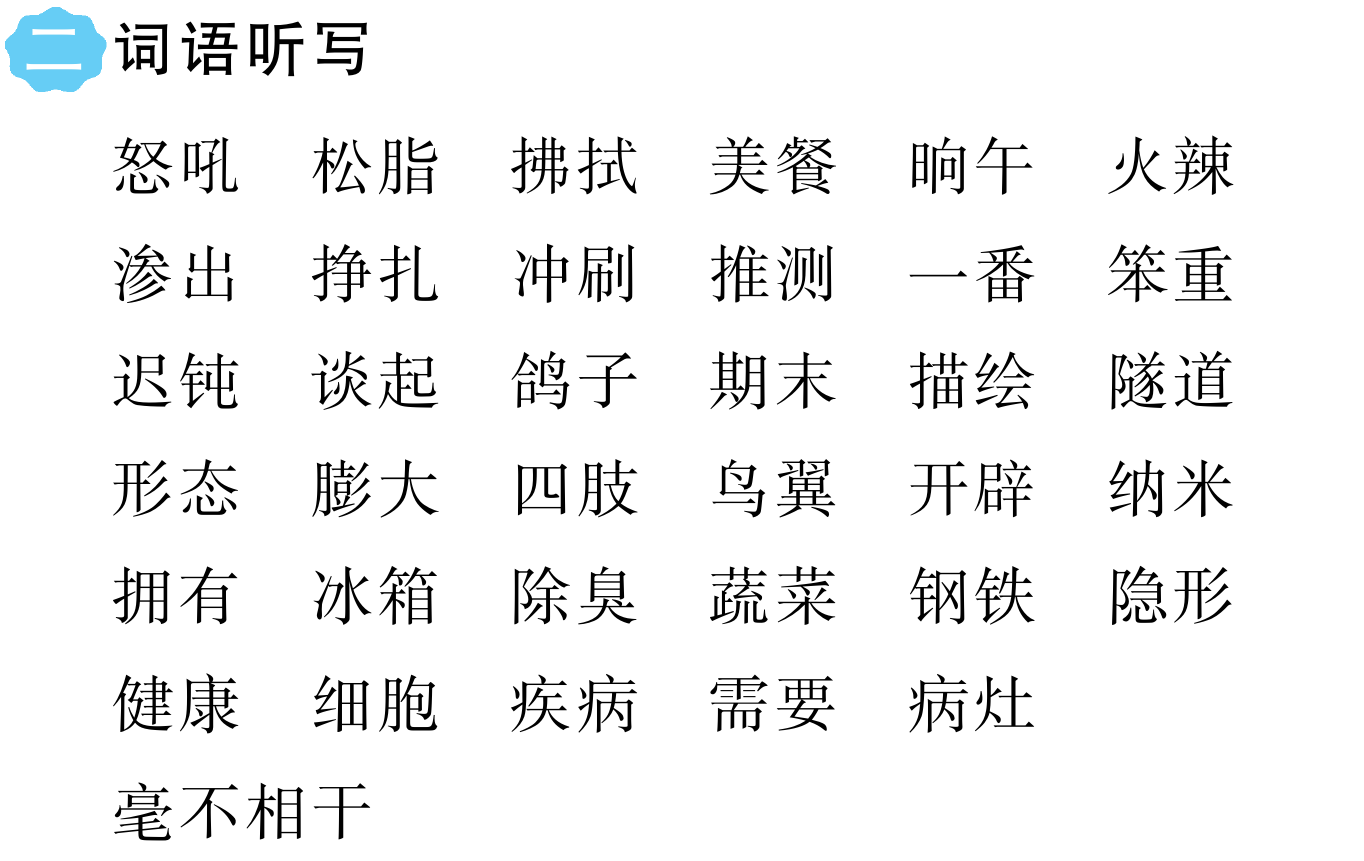 二 词语听写
怒吼 松脂 拂拭 美餐 晌午 火辣
渗出 挣扎 冲刷 推测 一番 笨重
迟钝 谈起 鸽子 期末 描绘 隧道
形态 膨大 四肢 鸟翼 开辟 纳米
拥有 冰箱 除臭 蔬菜 钢铁 隐形
健康 细胞 疾病 需要 病灶
毫不相干